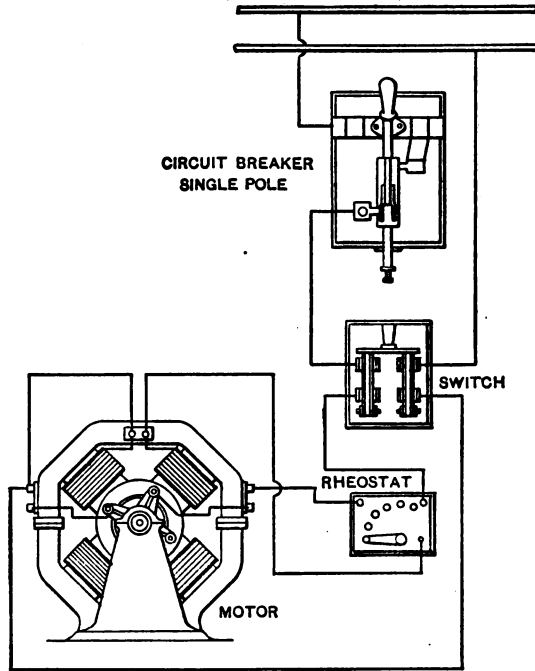 CIRCUIT BREAKER
SINGLE POLE
SWITCH
RHEOSTAT
MOTOR